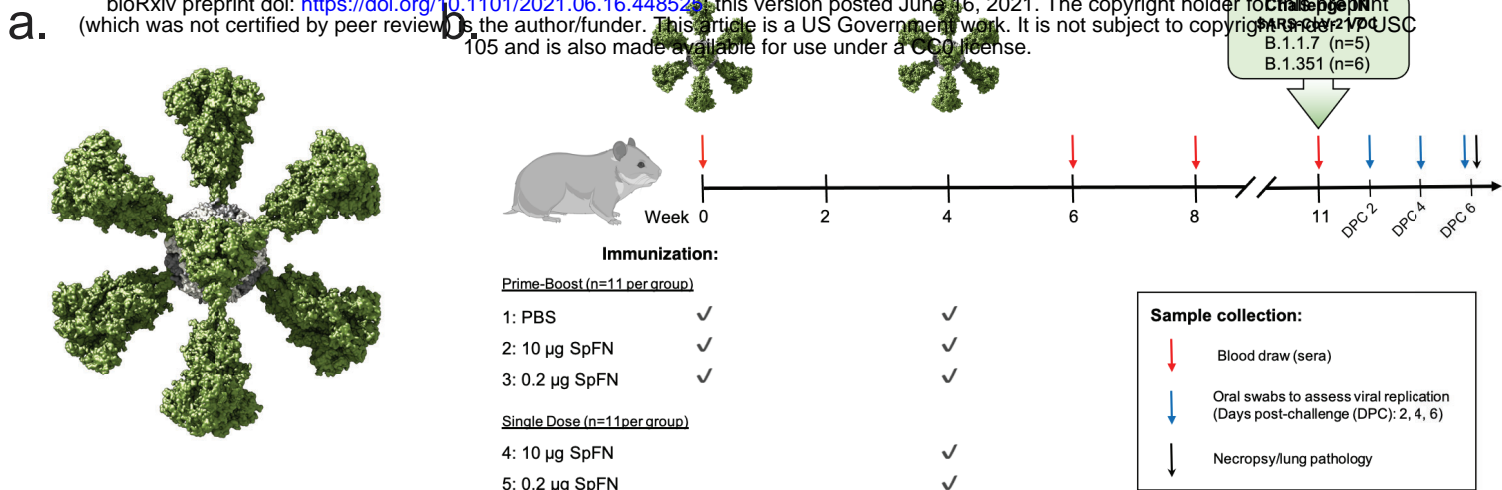 bioRxiv preprint doi: https://doi.org/10.1101/2021.06.16.448525; this version posted June 16, 2021. The copyright holder for this preprint
(which was not certified by peer review) is the author/funder. This article is a US Government work. It is not subject to copyright under 17 USC
105 and is also made available for use under a CC0 license.
a.
b.
Challenge IN
SARS-CoV-2 VOC
B.1.1.7 (n=5)
B.1.351 (n=6)
Week 0 2 4 6 8 11 DPC 2 DPC 4 DPC 6
Immunization:
Prime-Boost (n=11 per group)
1: PBS ✓ ✓
2: 10 µg SpFN ✓ ✓
3: 0.2 µg SpFN ✓ ✓
Single Dose (n=11per group)
4: 10 µg SpFN ✓
5: 0.2 µg SpFN ✓
Sample collection:
Blood draw (sera)
Oral swabs to assess viral replication
(Days post-challenge (DPC): 2, 4, 6)
Necropsy/lung pathology